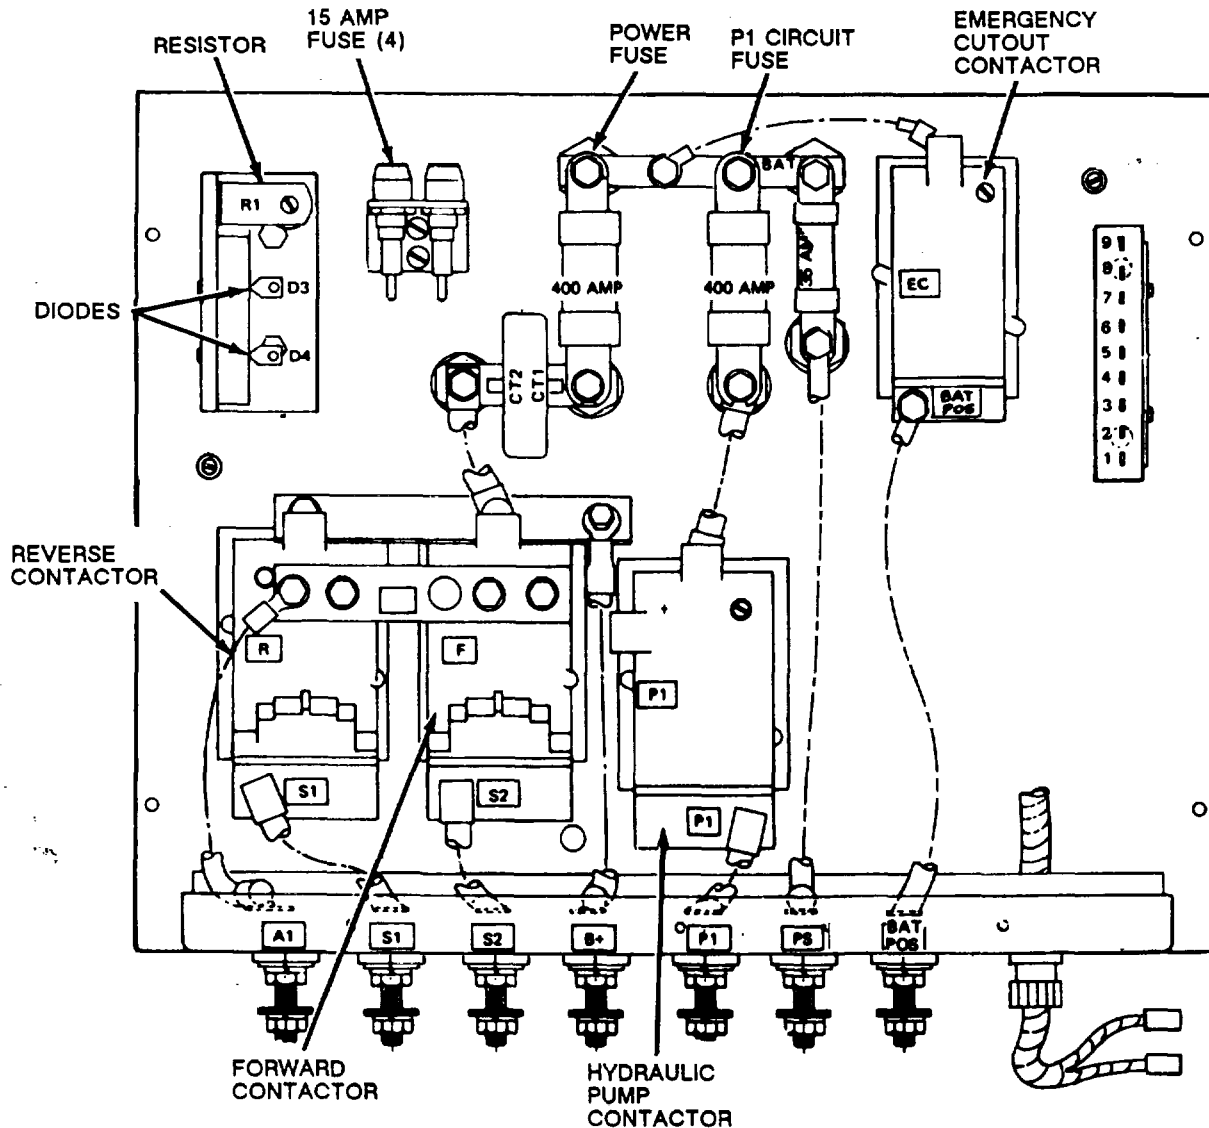 15 AMP
FUSE (4)
RESISTOR
POWER
FUSE
P1 CIRCUIT
FUSE
EMERGENCY
CUTOUT
CONTACTOR
BAT
R1
D3
D4
DIODES
400 AMP
400 AMP
35 AMP
EC
9
8
7
6
5
4
3
2
1
CT2
CT1
BAT
POS
REVERSE
CONTACTOR
R
F
+
P1
S1
S2
P1
A1
S1
S2
B+
P1
PS
BAT
POS
FORWARD
CONTACTOR
HYDRAULIC
PUMP
CONTACTOR